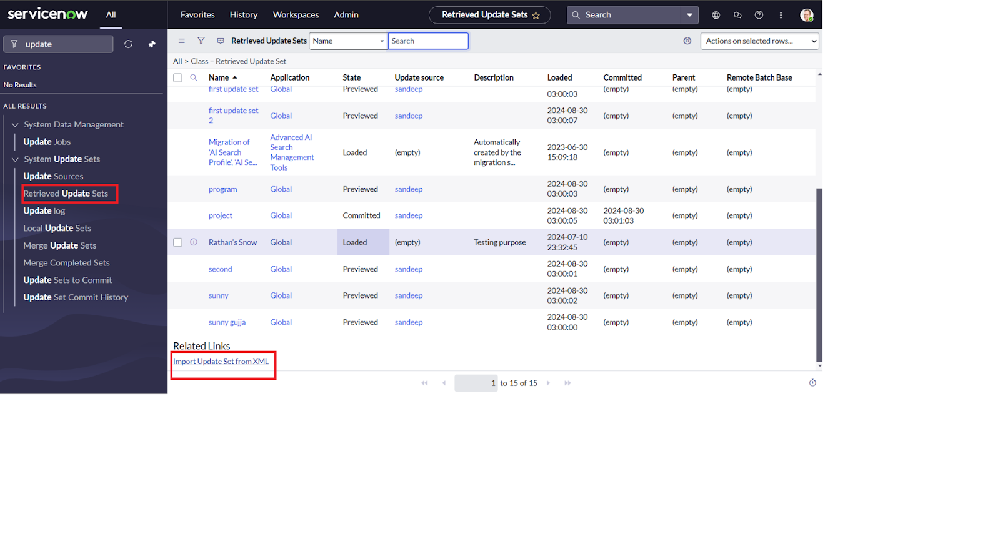 servicenow
All
Favorites
History
Workspaces
Admin
Retrieved Update Sets
Search
update
FAVORITES
No Results
ALL RESULTS
System Data Management
Update Jobs
System Update Sets
Update Sources
Retrieved Update Sets
Update log
Local Update Sets
Merge Update Sets
Merge Completed Sets
Update Sets to Commit
Update Set Commit History
Retrieved Update Sets
Name
Search
Actions on selected rows...
All > Class = Retrieved Update Set
Name Application State Update source Description Loaded Committed Parent Remote Batch Base
first update set Global Previewed sandeep 03:00:03 (empty) (empty) (empty)
first update set 2 Global Previewed sandeep 2024-08-30 03:00:07 (empty) (empty) (empty)
Migration of 'AI Search Profile', 'AI Se... Advanced AI Search Management Tools Loaded (empty) Automatically created by the migration s... 2023-06-30 15:09:18 (empty) (empty) (empty)
program Global Previewed sandeep 2024-08-30 03:00:03 (empty) (empty) (empty)
project Global Committed sandeep 2024-08-30 03:00:05 2024-08-30 03:01:03 (empty) (empty)
Rathan's Snow Global Loaded (empty) Testing purpose 2024-07-10 23:32:45 (empty) (empty) (empty)
second Global Previewed sandeep 2024-08-30 03:00:01 (empty) (empty) (empty)
sunny Global Previewed sandeep 2024-08-30 03:00:02 (empty) (empty) (empty)
sunny gujja Global Previewed sandeep 2024-08-30 03:00:00 (empty) (empty) (empty)
Related Links
Import Update Set from XML
1 to 15 of 15